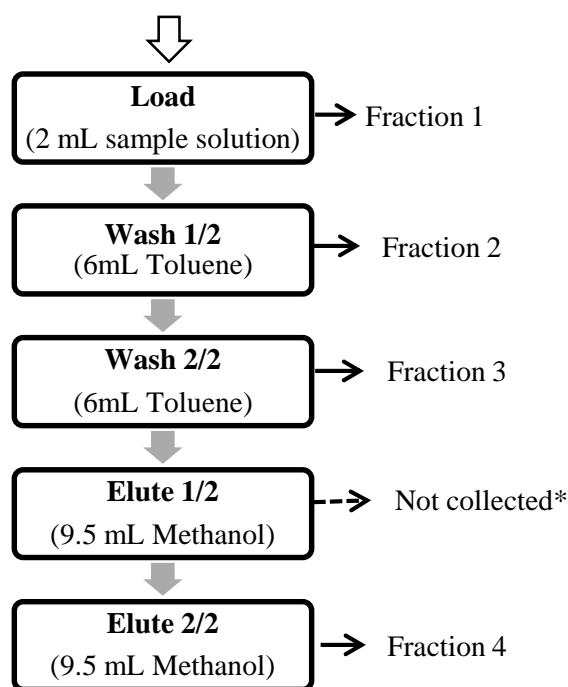 Load
(2 mL sample solution)
Fraction 1
Wash 1/2
(6mL Toluene)
Fraction 2
Wash 2/2
(6mL Toluene)
Fraction 3
Elute 1/2
(9.5 mL Methanol)
Not collected*
Elute 2/2
(9.5 mL Methanol)
Fraction 4